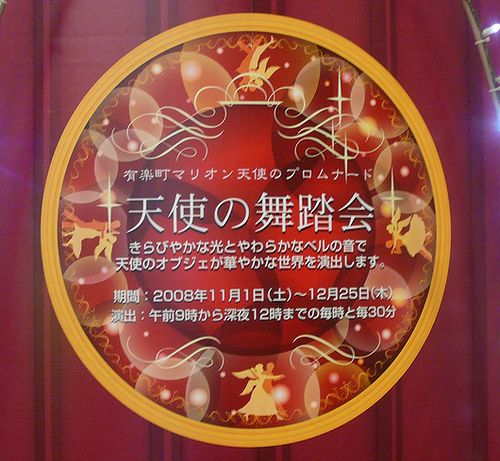 有楽町マリオン天使のプロムナード
天使の舞踏会
きらびやかな光とやわらかなベルの音で
天使のオブジェが華やかな世界を演出します。
期間：2008年11月1日(土)～12月25日(木)
演出：午前9時から深夜12時までの毎時と毎30分